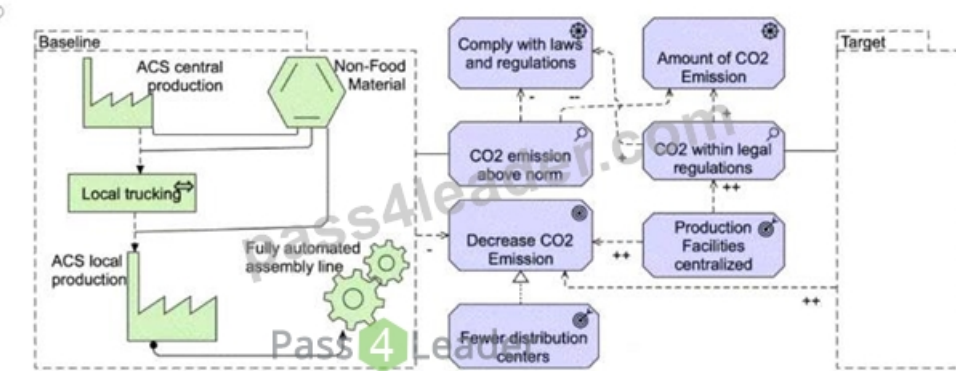 Baseline
ACS central
production
Non-Food
Material
Local trucking
ACS local
production
Fully automated
assembly line
Comply with laws
and regulations
Amount of CO2
Emission
-
--
+
+
CO2 emission
above norm
CO2 within legal
regulations
++
-
Decrease CO2
Emission
++
Production
Facilities
centralized
++
Fewer distribution
centers
Target
pass4leader.com
Pass 4 Leader